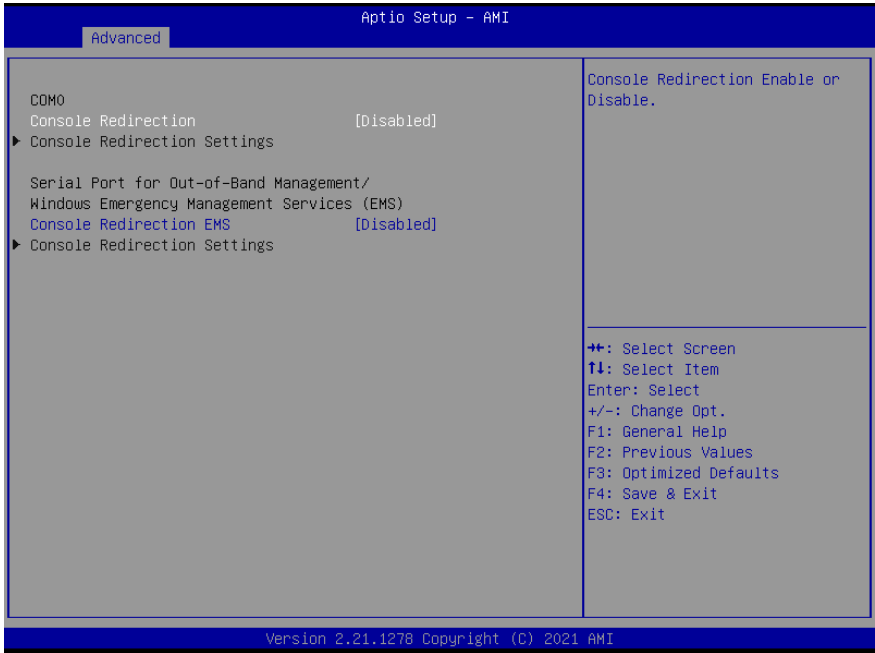 Aptio Setup – AMI
Advanced
COM0
Console Redirection [Disabled]
▶ Console Redirection Settings
Serial Port for Out-of-Band Management/
Windows Emergency Management Services (EMS)
Console Redirection EMS [Disabled]
▶ Console Redirection Settings
Console Redirection Enable or
Disable.
→←: Select Screen
↑↓: Select Item
Enter: Select
+/-: Change Opt.
F1: General Help
F2: Previous Values
F3: Optimized Defaults
F4: Save & Exit
ESC: Exit
Version 2.21.1278 Copyright (C) 2021 AMI